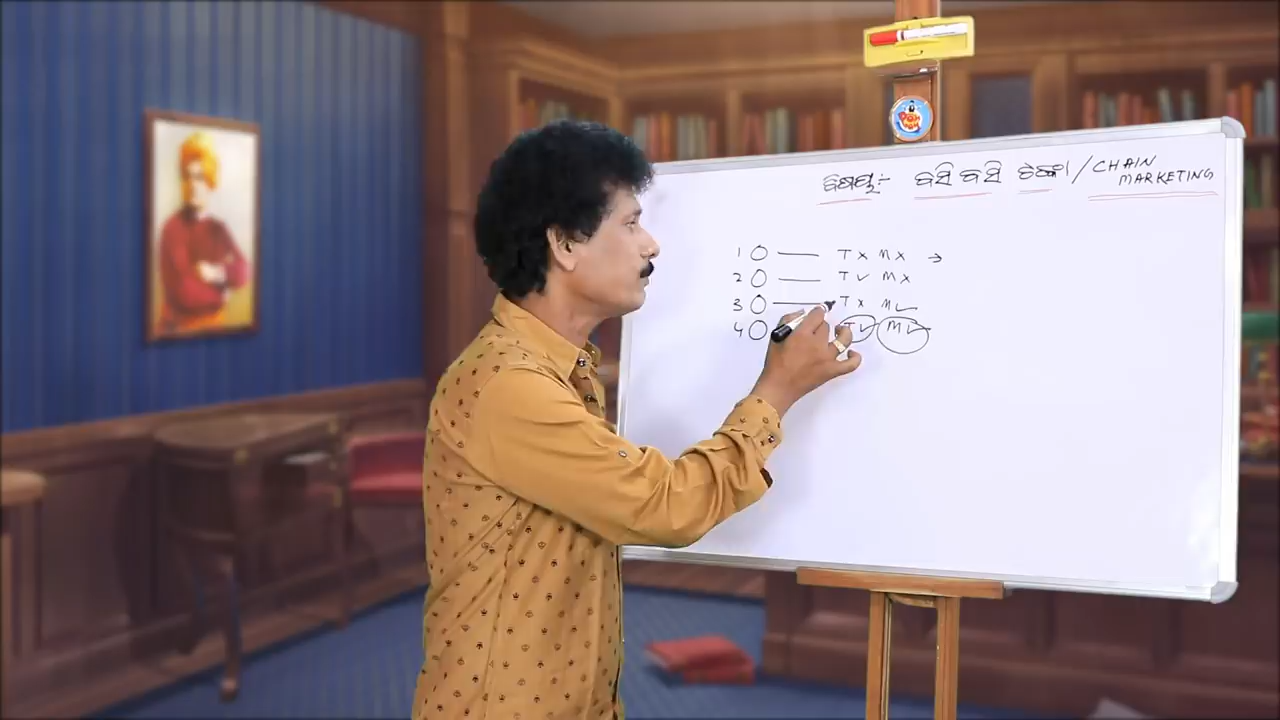 ବିଷୟ:- ବସି ବସି ଟଙ୍କା / CHAIN MARKETING
1 O — T x M x →
2 O — T ✓ M x
3 O — T x M ✓
4 O T ✓ M ✓